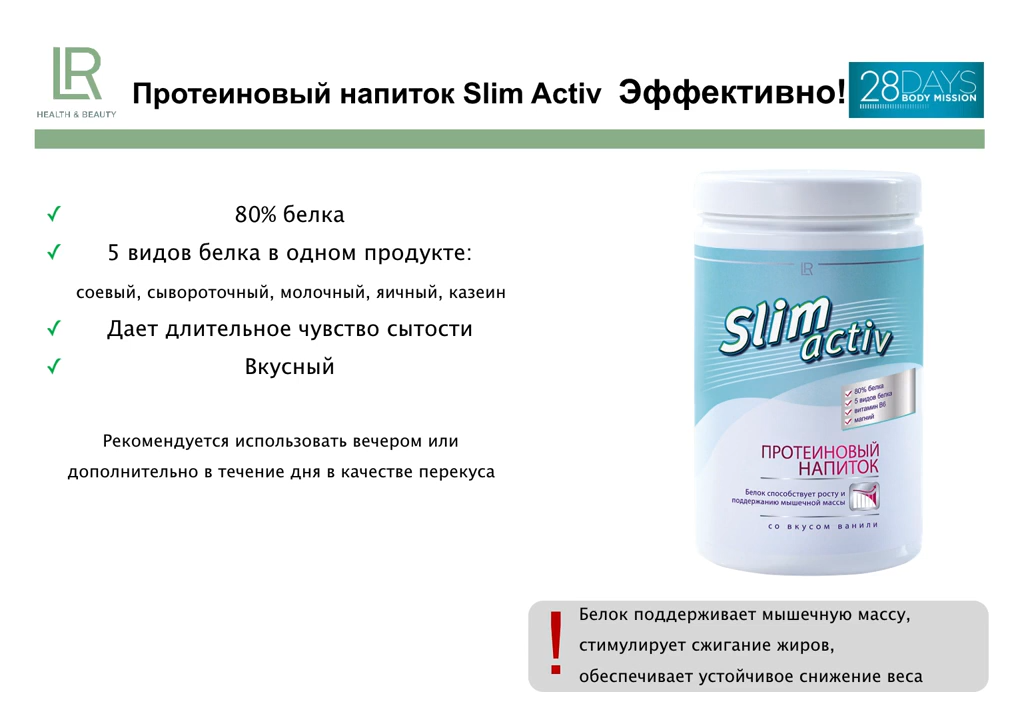 LR
HEALTH & BEAUTY
Протеиновый напиток Slim Activ Эффективно!
28DAYS
BODY MISSION
✓ 80% белка
✓ 5 видов белка в одном продукте:
соевый, сывороточный, молочный, яичный, казеин
✓ Дает длительное чувство сытости
✓ Вкусный
Рекомендуется использовать вечером или
дополнительно в течение дня в качестве перекуса
LR
Slim
activ
80% белка
5 видов белка
витамин B6
магний
ПРОТЕИНОВЫЙ
НАПИТОК
Белок способствует росту и
поддержанию мышечной массы
со вкусом ванили
! Белок поддерживает мышечную массу,
стимулирует сжигание жиров,
обеспечивает устойчивое снижение веса